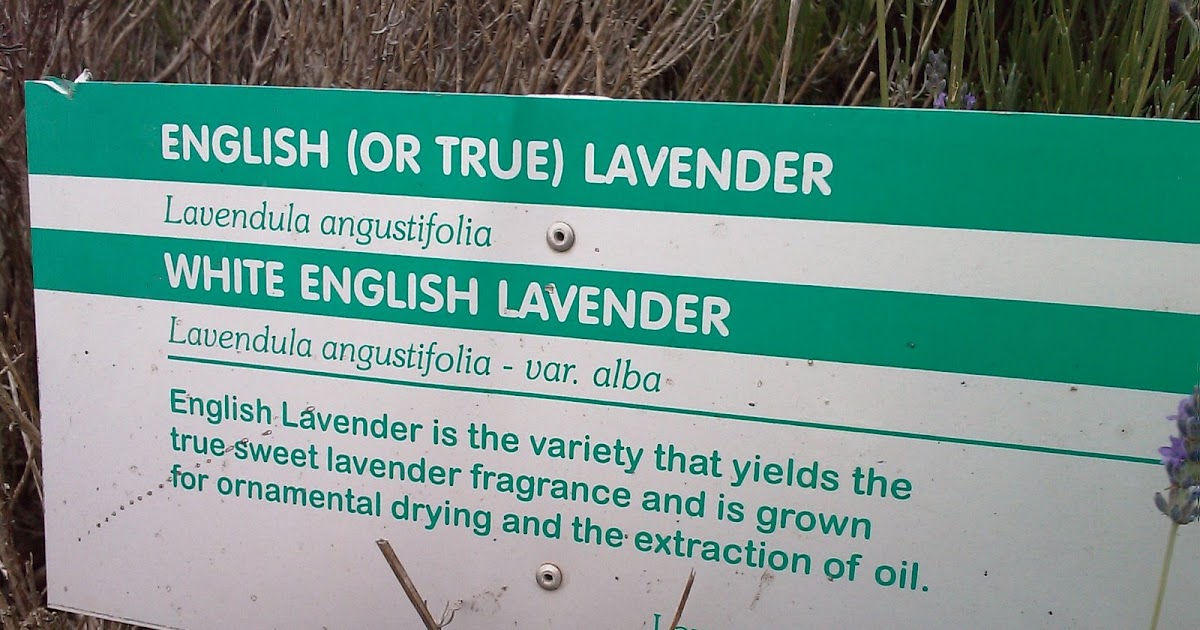 ENGLISH (OR TRUE) LAVENDER
Lavendula angustifolia
WHITE ENGLISH LAVENDER
Lavendula angustifolia - var. alba
English Lavender is the variety that yields the
true sweet lavender fragrance and is grown
for ornamental drying and the extraction of oil.